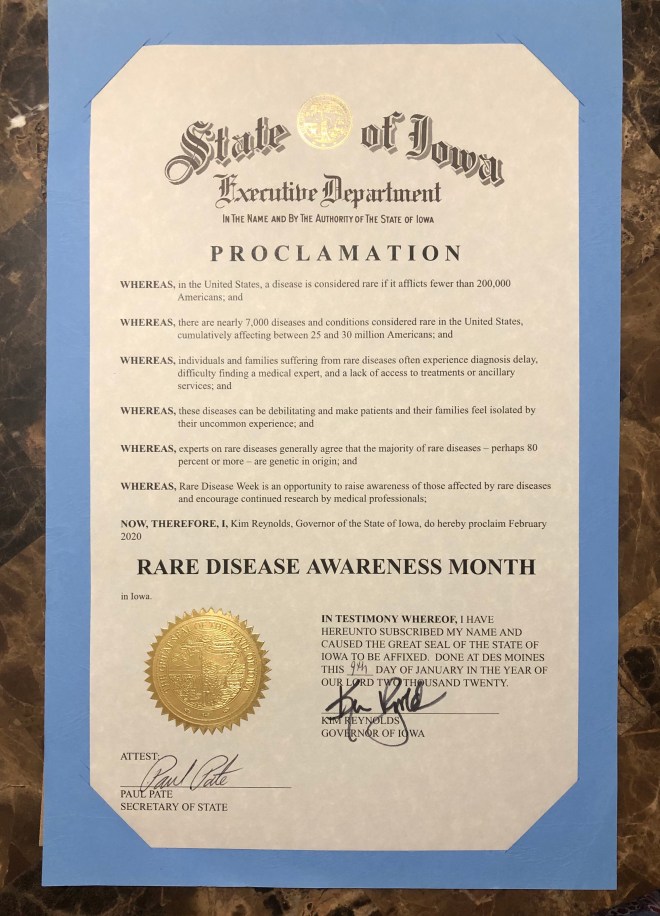 State of Iowa
Executive Department
IN THE NAME AND BY THE AUTHORITY OF THE STATE OF IOWA
PROCLAMATION
WHEREAS, in the United States, a disease is considered rare if it afflicts fewer than 200,000
Americans; and
WHEREAS, there are nearly 7,000 diseases and conditions considered rare in the United States,
cumulatively affecting between 25 and 30 million Americans; and
WHEREAS, individuals and families suffering from rare diseases often experience diagnosis delay,
difficulty finding a medical expert, and a lack of access to treatments or ancillary
services; and
WHEREAS, these diseases can be debilitating and make patients and their families feel isolated by
their uncommon experience; and
WHEREAS, experts on rare diseases generally agree that the majority of rare diseases – perhaps 80
percent or more – are genetic in origin; and
WHEREAS, Rare Disease Week is an opportunity to raise awareness of those affected by rare diseases
and encourage continued research by medical professionals;
NOW, THEREFORE, I, Kim Reynolds, Governor of the State of Iowa, do hereby proclaim February
2020
RARE DISEASE AWARENESS MONTH
in Iowa.
THE GREAT SEAL OF THE STATE OF IOWA
IN TESTIMONY WHEREOF, I HAVE
HEREUNTO SUBSCRIBED MY NAME AND
CAUSED THE GREAT SEAL OF THE STATE OF
IOWA TO BE AFFIXED. DONE AT DES MOINES
THIS 9th DAY OF JANUARY IN THE YEAR OF
OUR LORD TWO THOUSAND TWENTY.
Kim Reynolds
KIM REYNOLDS
GOVERNOR OF IOWA
ATTEST:
Paul Pate
PAUL PATE
SECRETARY OF STATE